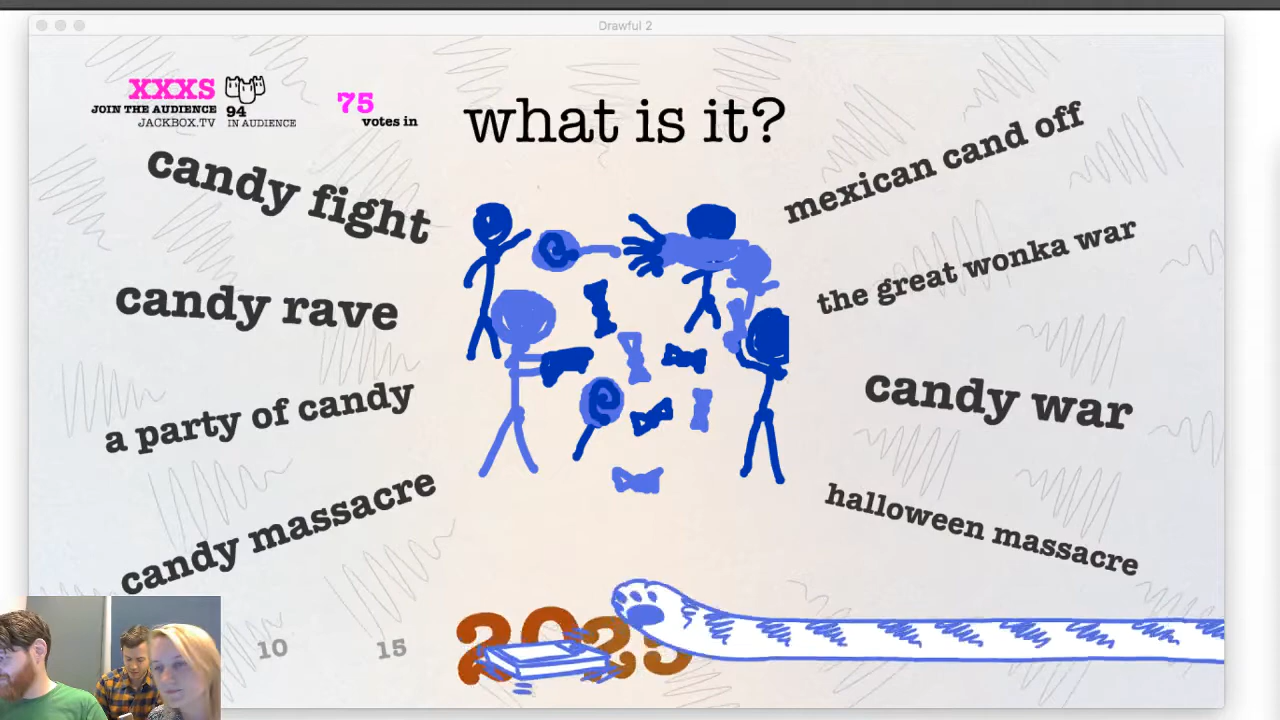 Drawful 2
XXXS
JOIN THE AUDIENCE
JACKBOX.TV
94
IN AUDIENCE
75
votes in
what is it?
candy fight
candy rave
a party of candy
candy massacre
mexican cand off
the great wonka war
candy war
halloween massacre
10
15
20 25